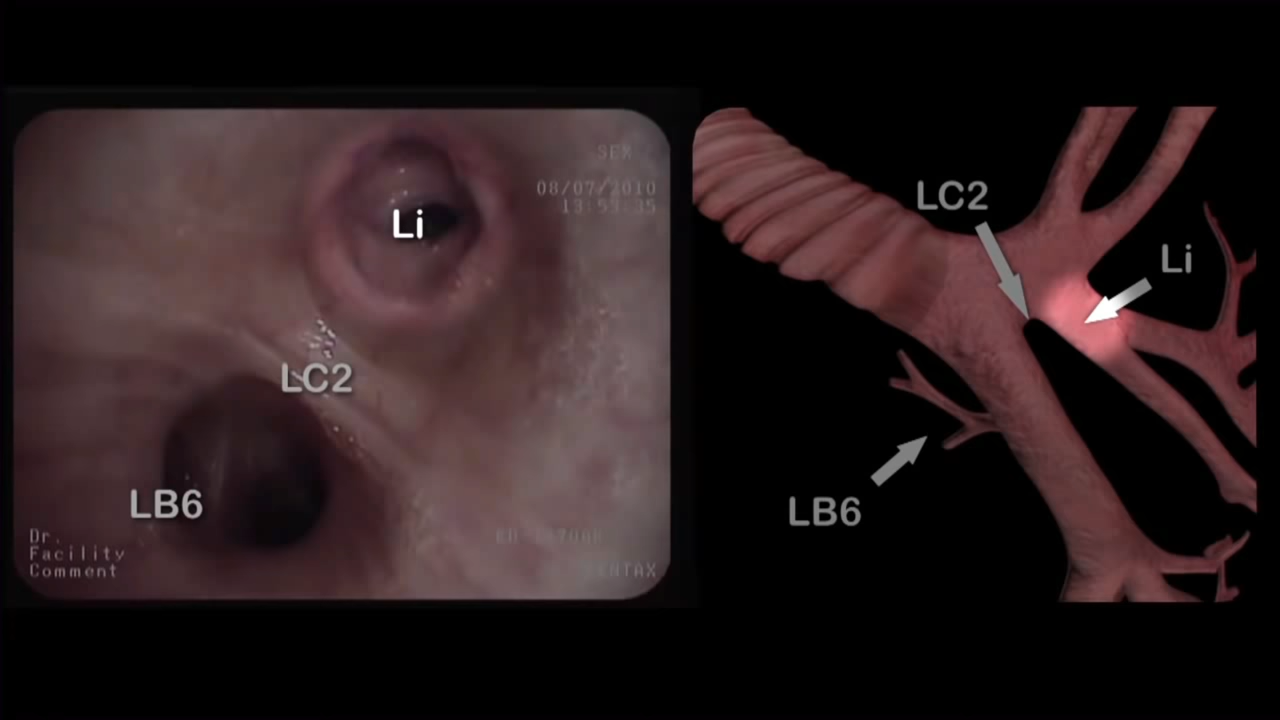 SEX
08/07/2010
13:53:35
Li
LC2
LB6
Dr.
Facility
Comment
LC2
Li
LB6